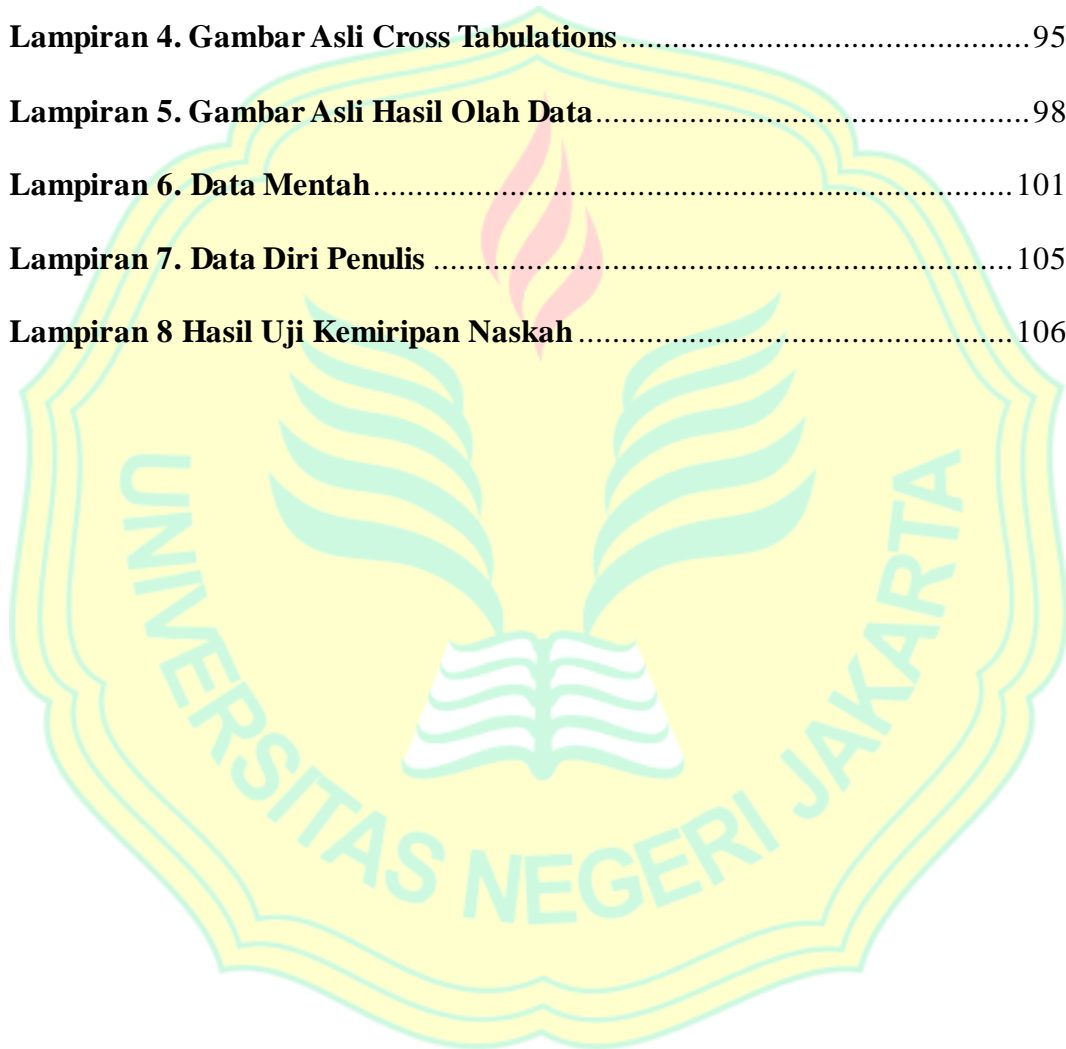 Lampiran 4. Gambar Asli Cross Tabulations.......................................95
Lampiran 5. Gambar Asli Hasil Olah Data..........................................98
Lampiran 6. Data Mentah..............................................................101
Lampiran 7. Data Diri Penulis ........................................................105
Lampiran 8 Hasil Uji Kemiripan Naskah ..........................................106
UNIVERSITAS NEGERI JAKARTA